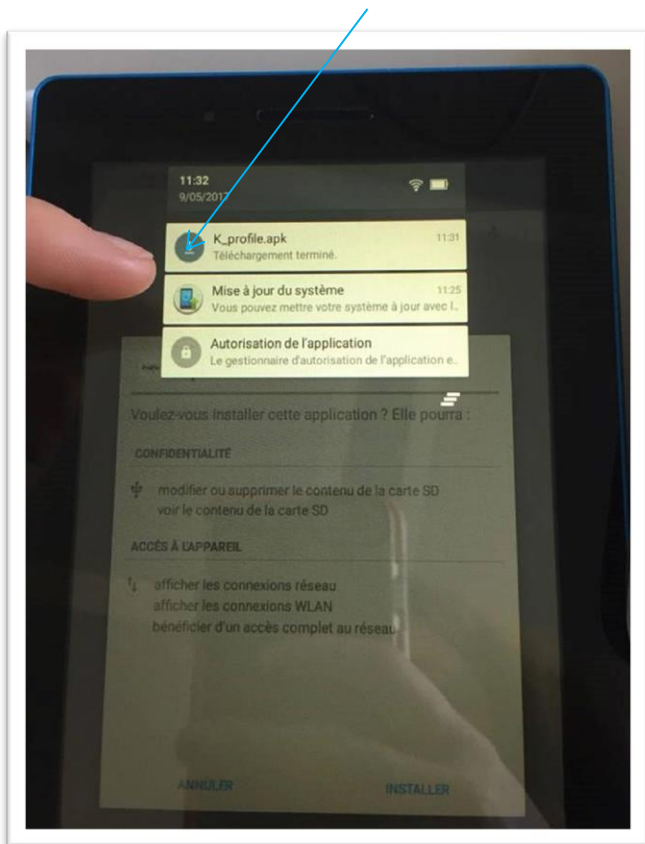 11:32
9/05/2017
K_profile.apk
11:31
Téléchargement terminé.
Mise à jour du système
11:25
Vous pouvez mettre votre système à jour avec l..
Autorisation de l'application
Le gestionnaire d'autorisation de l'application e..
Voulez-vous installer cette application ? Elle pourra :
CONFIDENTIALITÉ
modifier ou supprimer le contenu de la carte SD
voir le contenu de la carte SD
ACCÈS À L'APPAREIL
afficher les connexions réseau
afficher les connexions WLAN
bénéficier d'un accès complet au réseau
ANNULER
INSTALLER